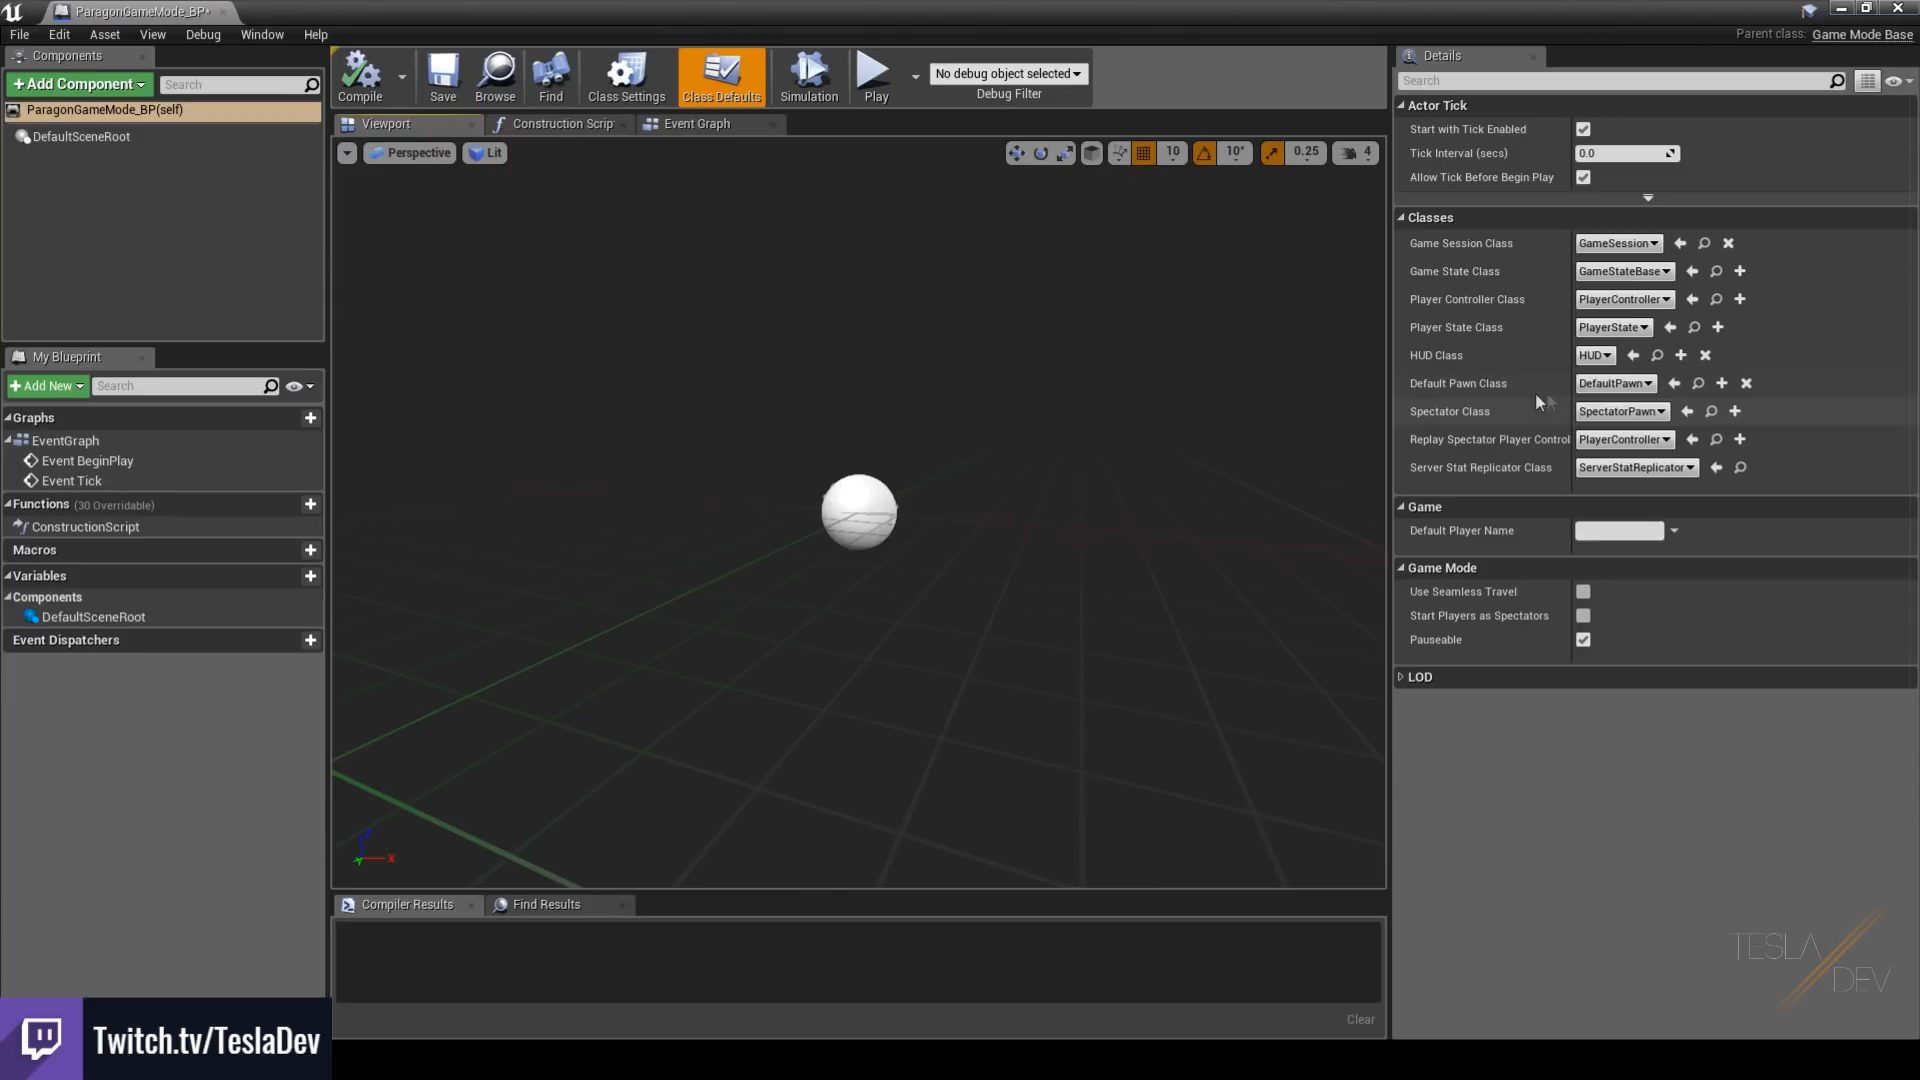 ParagonGameMode_BP*
File Edit Asset View Debug Window Help
Parent class: Game Mode Base
Components
+Add Component
Search
ParagonGameMode_BP(self)
DefaultSceneRoot
My Blueprint
+Add New
Search
Graphs
EventGraph
Event BeginPlay
Event Tick
Functions (30 Overridable)
ConstructionScript
Macros
Variables
Components
DefaultSceneRoot
Event Dispatchers
Compile
Save
Browse
Find
Class Settings
Class Defaults
Simulation
Play
No debug object selected
Debug Filter
Viewport
Construction Scrip
Event Graph
Perspective
Lit
10
10°
0.25
4
X
Compiler Results
Find Results
Clear
Details
Search
Actor Tick
Start with Tick Enabled
Tick Interval (secs) 0.0
Allow Tick Before Begin Play
Classes
Game Session Class GameSession
Game State Class GameStateBase
Player Controller Class PlayerController
Player State Class PlayerState
HUD Class HUD
Default Pawn Class DefaultPawn
Spectator Class SpectatorPawn
Replay Spectator Player Control PlayerController
Server Stat Replicator Class ServerStatReplicator
Game
Default Player Name
Game Mode
Use Seamless Travel
Start Players as Spectators
Pauseable
LOD
TESLA
DEV
Twitch.tv/TeslaDev